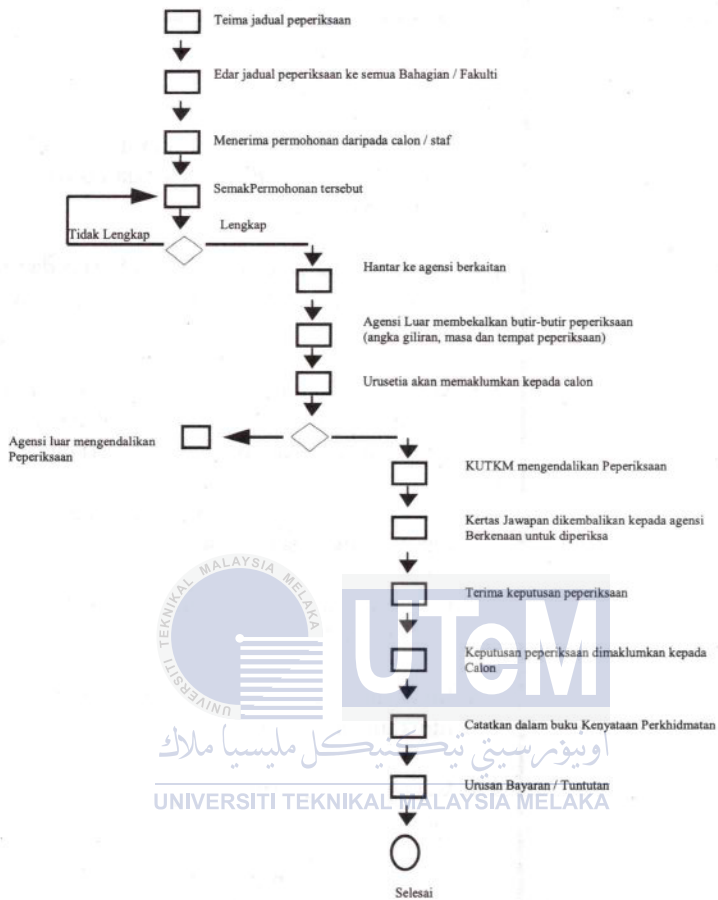 Teima jadual peperiksaan
Edar jadual peperiksaan ke semua Bahagian / Fakulti
Menerima permohonan daripada calon / staf
SemakPermohonan tersebut
Tidak Lengkap
Lengkap
Hantar ke agensi berkaitan
Agensi Luar membekalkan butir-butir peperiksaan
(angka giliran, masa dan tempat peperiksaan)
Urusetia akan memaklumkan kepada calon
Agensi luar mengendalikan
Peperiksaan
KUTKM mengendalikan Peperiksaan
Kertas Jawapan dikembalikan kepada agensi
Berkenaan untuk diperiksa
Terima keputusan peperiksaan
Keputusan peperiksaan dimaklumkan kepada
Calon
Catatkan dalam buku Kenyataan Perkhidmatan
Urusan Bayaran / Tuntutan
Selesai
UNIVERSITI TEKNIKAL MALAYSIA MELAKA
UTeM
اونيۏرسيتي تيكنيكل مليسيا ملاك
UNIVERSITI TEKNIKAL MALAYSIA MELAKA